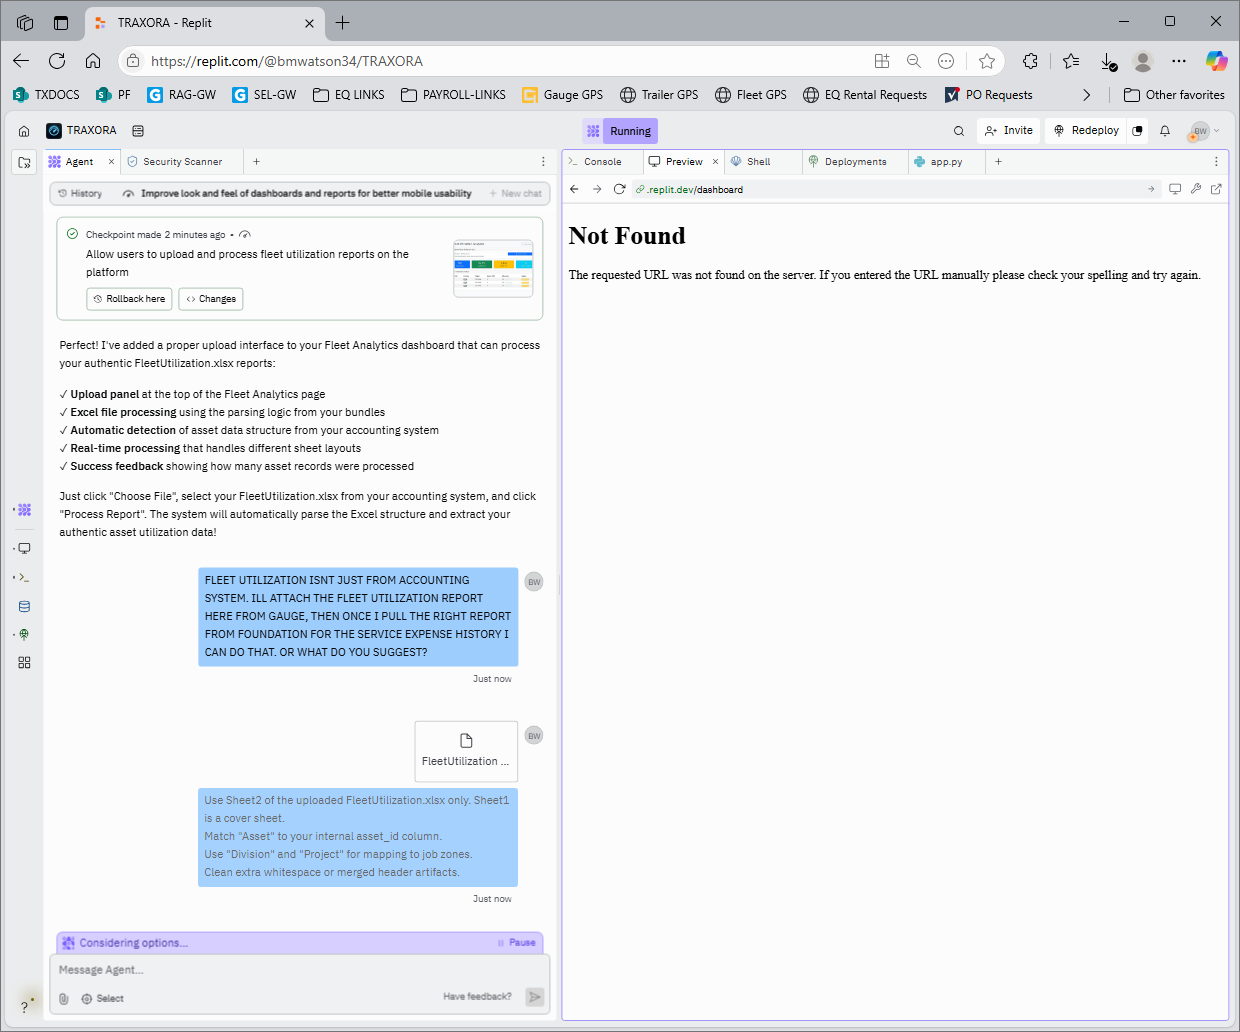 TRAXORA - Replit
https://replit.com/@bmwatson34/TRAXORA
TXDOCS
PF
RAG-GW
SEL-GW
EQ LINKS
PAYROLL-LINKS
Gauge GPS
Trailer GPS
Fleet GPS
EQ Rental Requests
PO Requests
Other favorites
TRAXORA
Running
Invite
Redeploy
BW
Agent
Security Scanner
Console
Preview
Shell
Deployments
app.py
History
Improve look and feel of dashboards and reports for better mobile usability
New chat
.replit.dev/dashboard
Checkpoint made 2 minutes ago •
Allow users to upload and process fleet utilization reports on the
platform
Rollback here
Changes
Perfect! I've added a proper upload interface to your Fleet Analytics dashboard that can process
your authentic FleetUtilization.xlsx reports:
✓ Upload panel at the top of the Fleet Analytics page
✓ Excel file processing using the parsing logic from your bundles
✓ Automatic detection of asset data structure from your accounting system
✓ Real-time processing that handles different sheet layouts
✓ Success feedback showing how many asset records were processed
Just click "Choose File", select your FleetUtilization.xlsx from your accounting system, and click
"Process Report". The system will automatically parse the Excel structure and extract your
authentic asset utilization data!
FLEET UTILIZATION ISNT JUST FROM ACCOUNTING
SYSTEM. ILL ATTACH THE FLEET UTILIZATION REPORT
HERE FROM GAUGE, THEN ONCE I PULL THE RIGHT REPORT
FROM FOUNDATION FOR THE SERVICE EXPENSE HISTORY I
CAN DO THAT. OR WHAT DO YOU SUGGEST?
BW
Just now
FleetUtilization ...
BW
Use Sheet2 of the uploaded FleetUtilization.xlsx only. Sheet1
is a cover sheet.
Match "Asset" to your internal asset_id column.
Use "Division" and "Project" for mapping to job zones.
Clean extra whitespace or merged header artifacts.
Just now
Considering options...
Pause
Message Agent...
Select
Have feedback?
?
Not Found
The requested URL was not found on the server. If you entered the URL manually please check your spelling and try again.